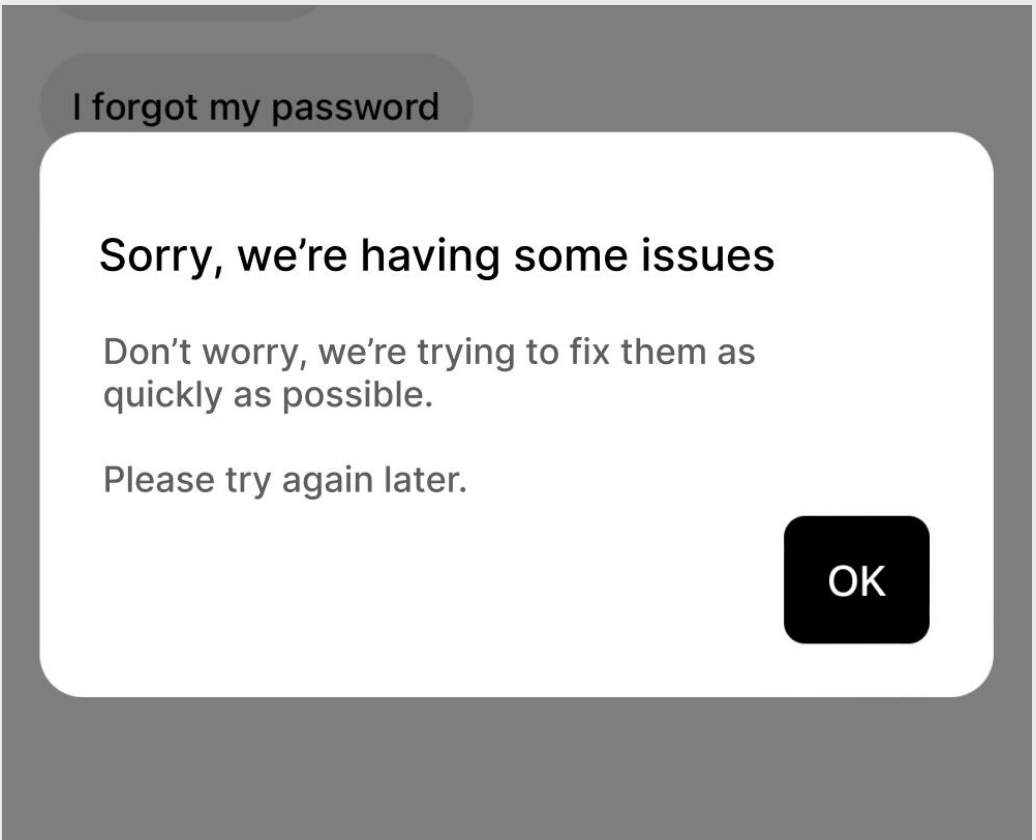 I forgot my password
Sorry, we’re having some issues
Don’t worry, we’re trying to fix them as
quickly as possible.
Please try again later.
OK